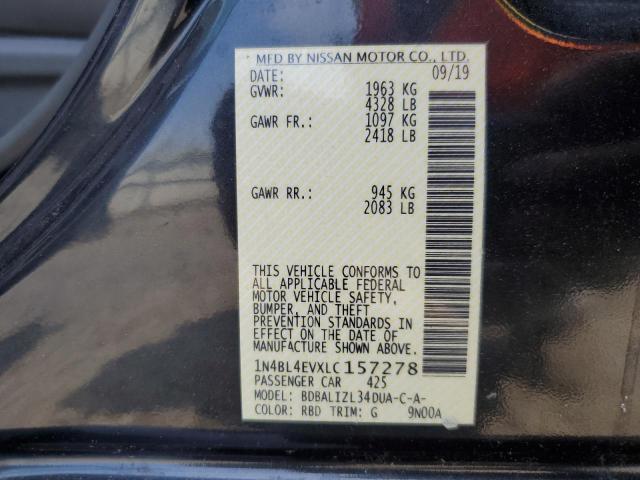 MFD BY NISSAN MOTOR CO., LTD.
DATE: 09/19
GVWR: 1963 KG
4328 LB
GAWR FR.: 1097 KG
2418 LB
GAWR RR.: 945 KG
2083 LB
THIS VEHICLE CONFORMS TO
ALL APPLICABLE FEDERAL
MOTOR VEHICLE SAFETY,
BUMPER, AND THEFT
PREVENTION STANDARDS IN
EFFECT ON THE DATE OF
MANUFACTURE SHOWN ABOVE.
1N4BL4EVXLC157278
PASSENGER CAR 425
MODEL: BDBALIZL34DUA-C-A-
COLOR: RBD TRIM: G 9N00A